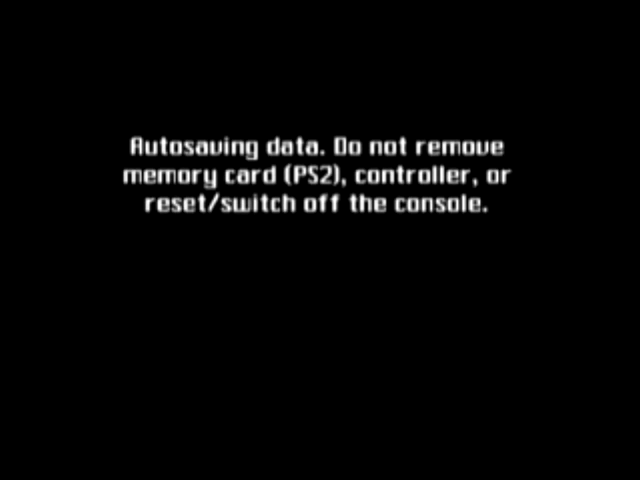 Autosaving data. Do not remove
memory card (PS2), controller, or
reset/switch off the console.